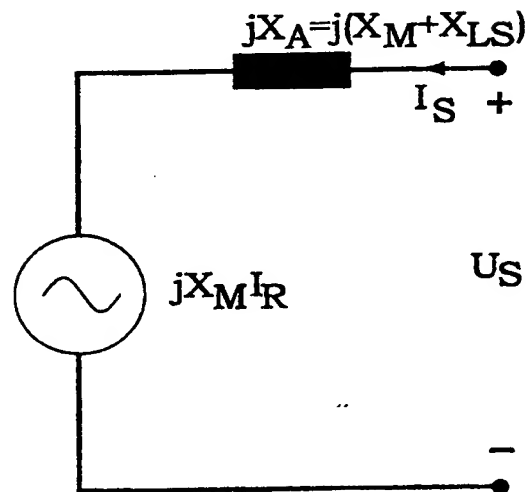 jXA=j(XM+XLS)
IS +
jXMIR
US
−